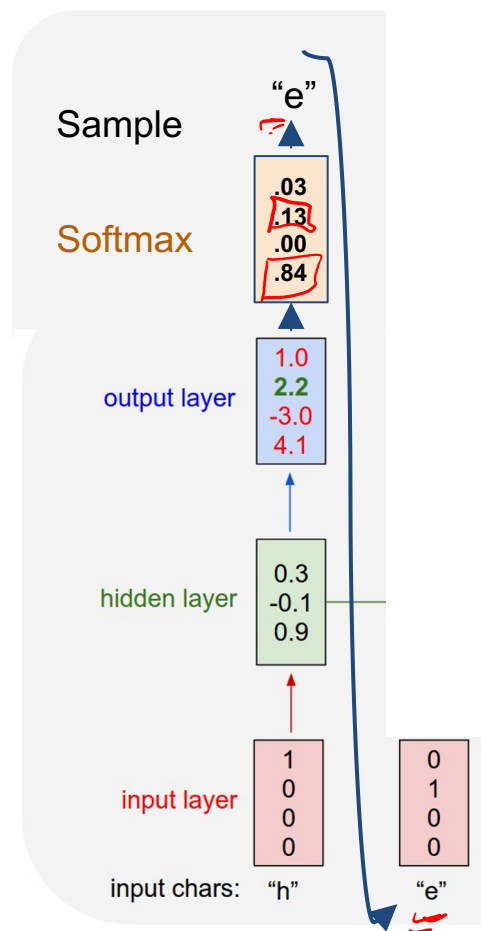 “e”
Sample
.03
.13
Softmax
.00
.84
1.0
2.2
output layer
-3.0
4.1
0.3
hidden layer
-0.1
0.9
1 0
0 1
input layer
0 0
0 0
input chars: “h” “e”